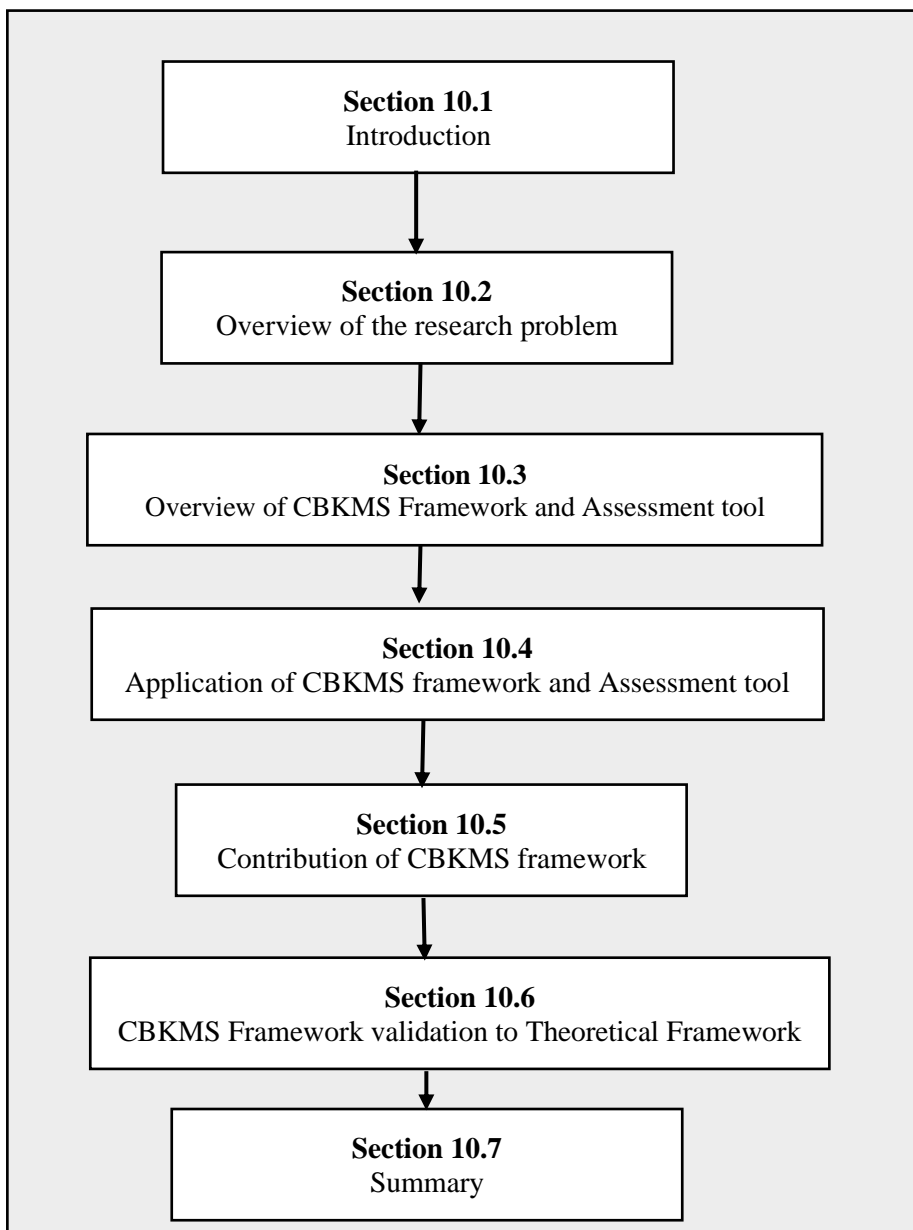 Section 10.1
Introduction
Section 10.2
Overview of the research problem
Section 10.3
Overview of CBKMS Framework and Assessment tool
Section 10.4
Application of CBKMS framework and Assessment tool
Section 10.5
Contribution of CBKMS framework
Section 10.6
CBKMS Framework validation to Theoretical Framework
Section 10.7
Summary